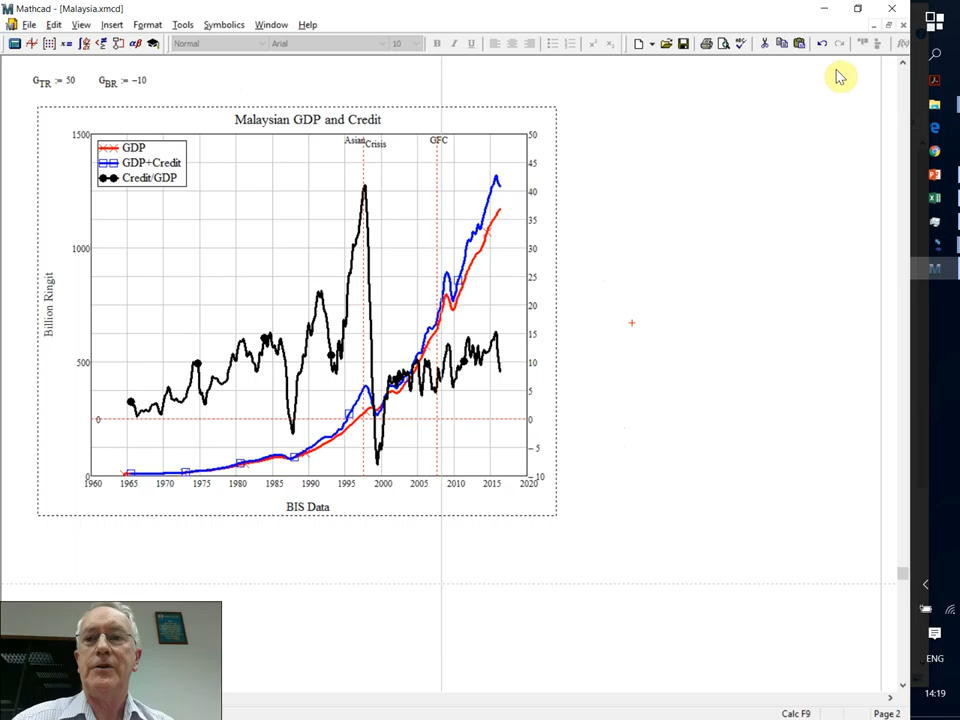 Mathcad - [Malaysia.xmcd]
File Edit View Insert Format Tools Symbolics Window Help
Normal Arial 10 B I U
G_TR := 50 G_BR := −10
Malaysian GDP and Credit
Asian Crisis GFC
GDP
GDP+Credit
Credit/GDP
1500
1000
500
0
0
Billion Ringit
50
45
40
35
30
25
20
15
10
5
0
−5
−10
1960 1965 1970 1975 1980 1985 1990 1995 2000 2005 2010 2015 2020
BIS Data
ENG
14:19
Calc F9 Page 2